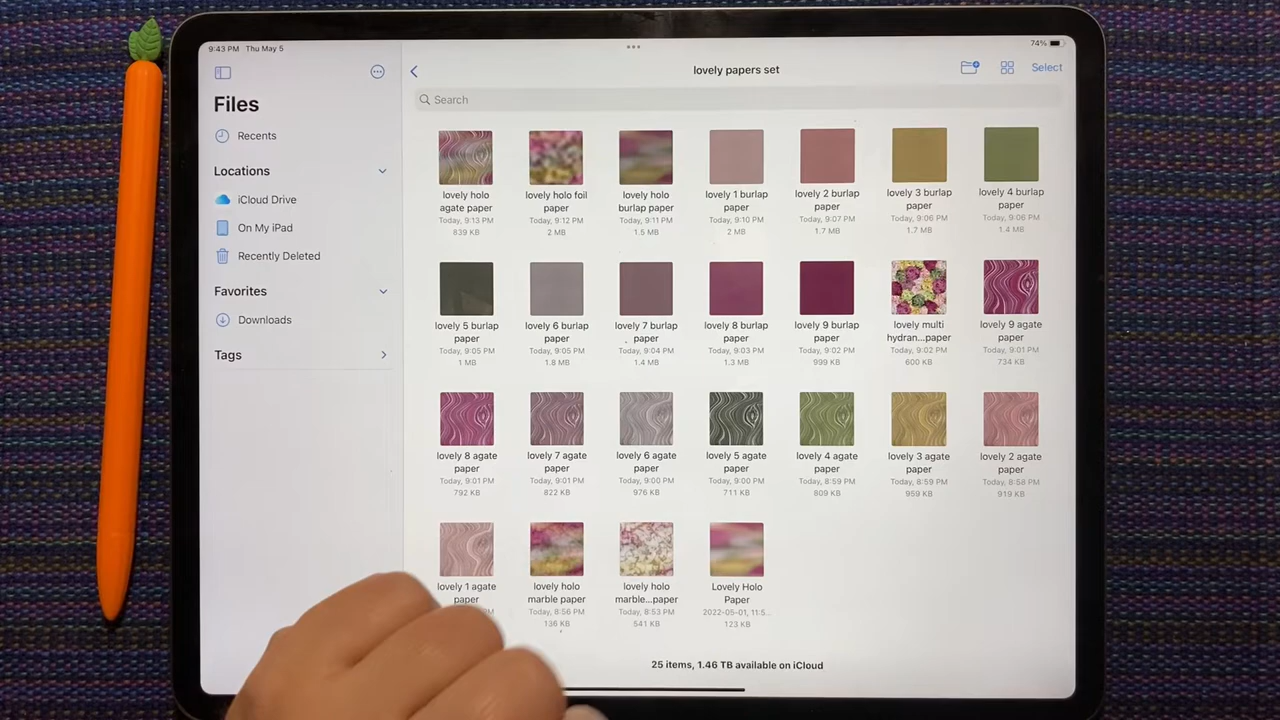 9:43 PM Thu May 5
74%
Files
Recents
Locations
iCloud Drive
On My iPad
Recently Deleted
Favorites
Downloads
Tags
lovely papers set
Select
Search
lovely holo
agate paper
Today, 9:13 PM
839 KB
lovely holo foil
paper
Today, 9:12 PM
2 MB
lovely holo
burlap paper
Today, 9:11 PM
1.5 MB
lovely 1 burlap
paper
Today, 9:10 PM
2 MB
lovely 2 burlap
paper
Today, 9:07 PM
1.7 MB
lovely 3 burlap
paper
Today, 9:06 PM
1.7 MB
lovely 4 burlap
paper
Today, 9:06 PM
1.4 MB
lovely 5 burlap
paper
Today, 9:05 PM
1 MB
lovely 6 burlap
paper
Today, 9:05 PM
1.8 MB
lovely 7 burlap
paper
Today, 9:04 PM
1.4 MB
lovely 8 burlap
paper
Today, 9:03 PM
1.3 MB
lovely 9 burlap
paper
Today, 9:02 PM
999 KB
lovely multi
hydran...paper
Today, 9:02 PM
600 KB
lovely 9 agate
paper
Today, 9:01 PM
734 KB
lovely 8 agate
paper
Today, 9:01 PM
792 KB
lovely 7 agate
paper
Today, 9:01 PM
822 KB
lovely 6 agate
paper
Today, 9:00 PM
976 KB
lovely 5 agate
paper
Today, 9:00 PM
711 KB
lovely 4 agate
paper
Today, 8:59 PM
809 KB
lovely 3 agate
paper
Today, 8:59 PM
959 KB
lovely 2 agate
paper
Today, 8:58 PM
919 KB
lovely 1 agate
paper
PM
lovely holo
marble paper
Today, 8:56 PM
136 KB
lovely holo
marble...paper
Today, 8:53 PM
541 KB
Lovely Holo
Paper
2022-05-01, 11:5...
123 KB
25 items, 1.46 TB available on iCloud